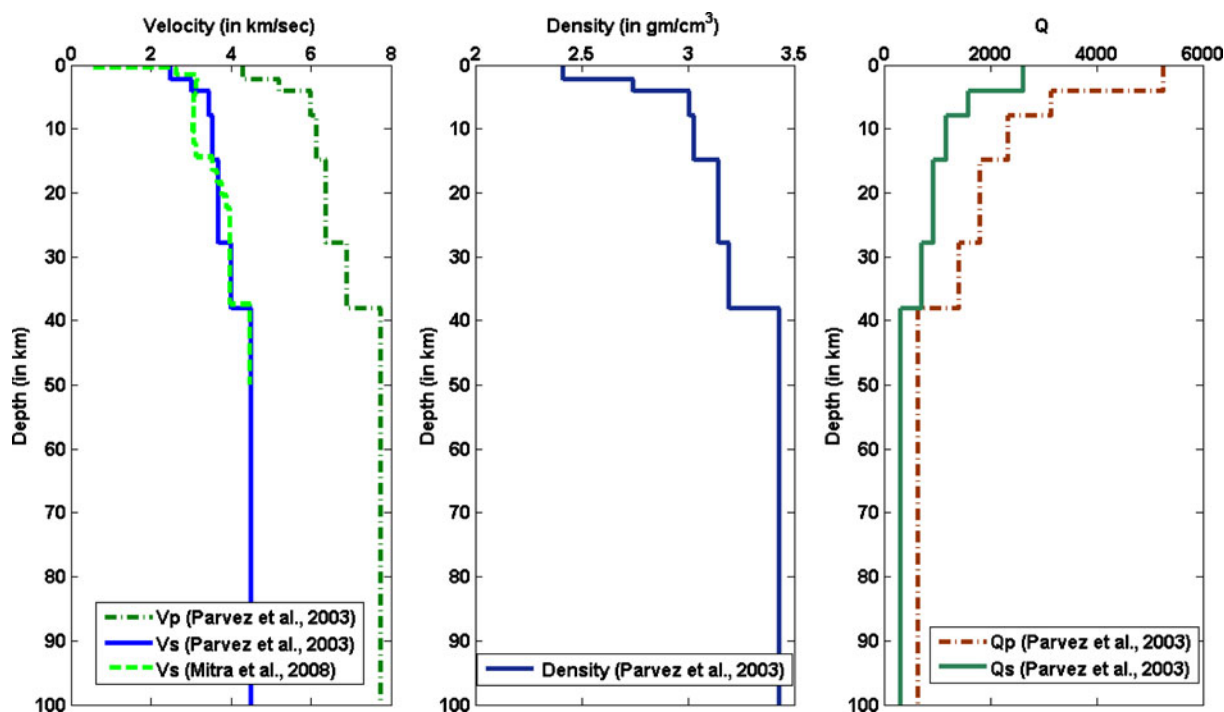 Velocity (in km/sec)
0 2 4 6 8
0
10
20
30
40
50
60
70
80
90
100
Depth (in km)
Vp (Parvez et al., 2003)
Vs (Parvez et al., 2003)
Vs (Mitra et al., 2008)
Density (in gm/cm³)
2 2.5 3 3.5
0
10
20
30
40
50
60
70
80
90
100
Depth (in km)
Density (Parvez et al., 2003)
Q
0 2000 4000 6000
0
10
20
30
40
50
60
70
80
90
100
Depth (in km)
Qp (Parvez et al., 2003)
Qs (Parvez et al., 2003)